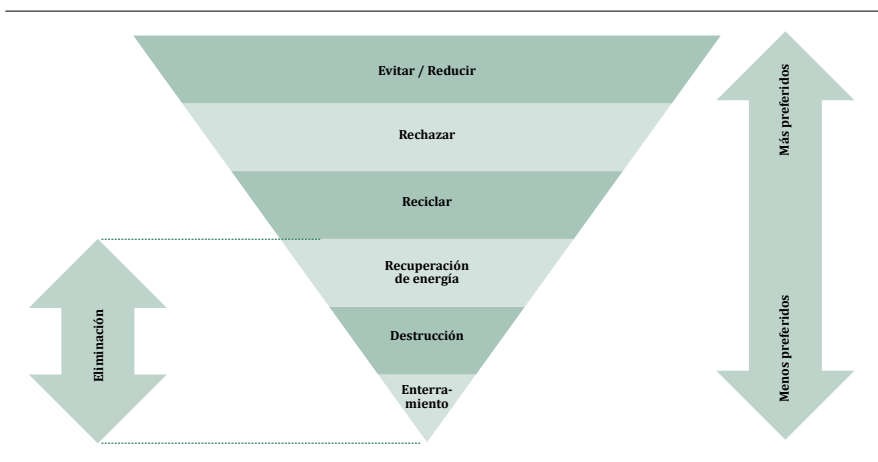 Evitar / Reducir
Rechazar
Reciclar
Recuperación
de energía
Destrucción
Enterra-
miento
Eliminación
Más preferidos
Menos preferidos